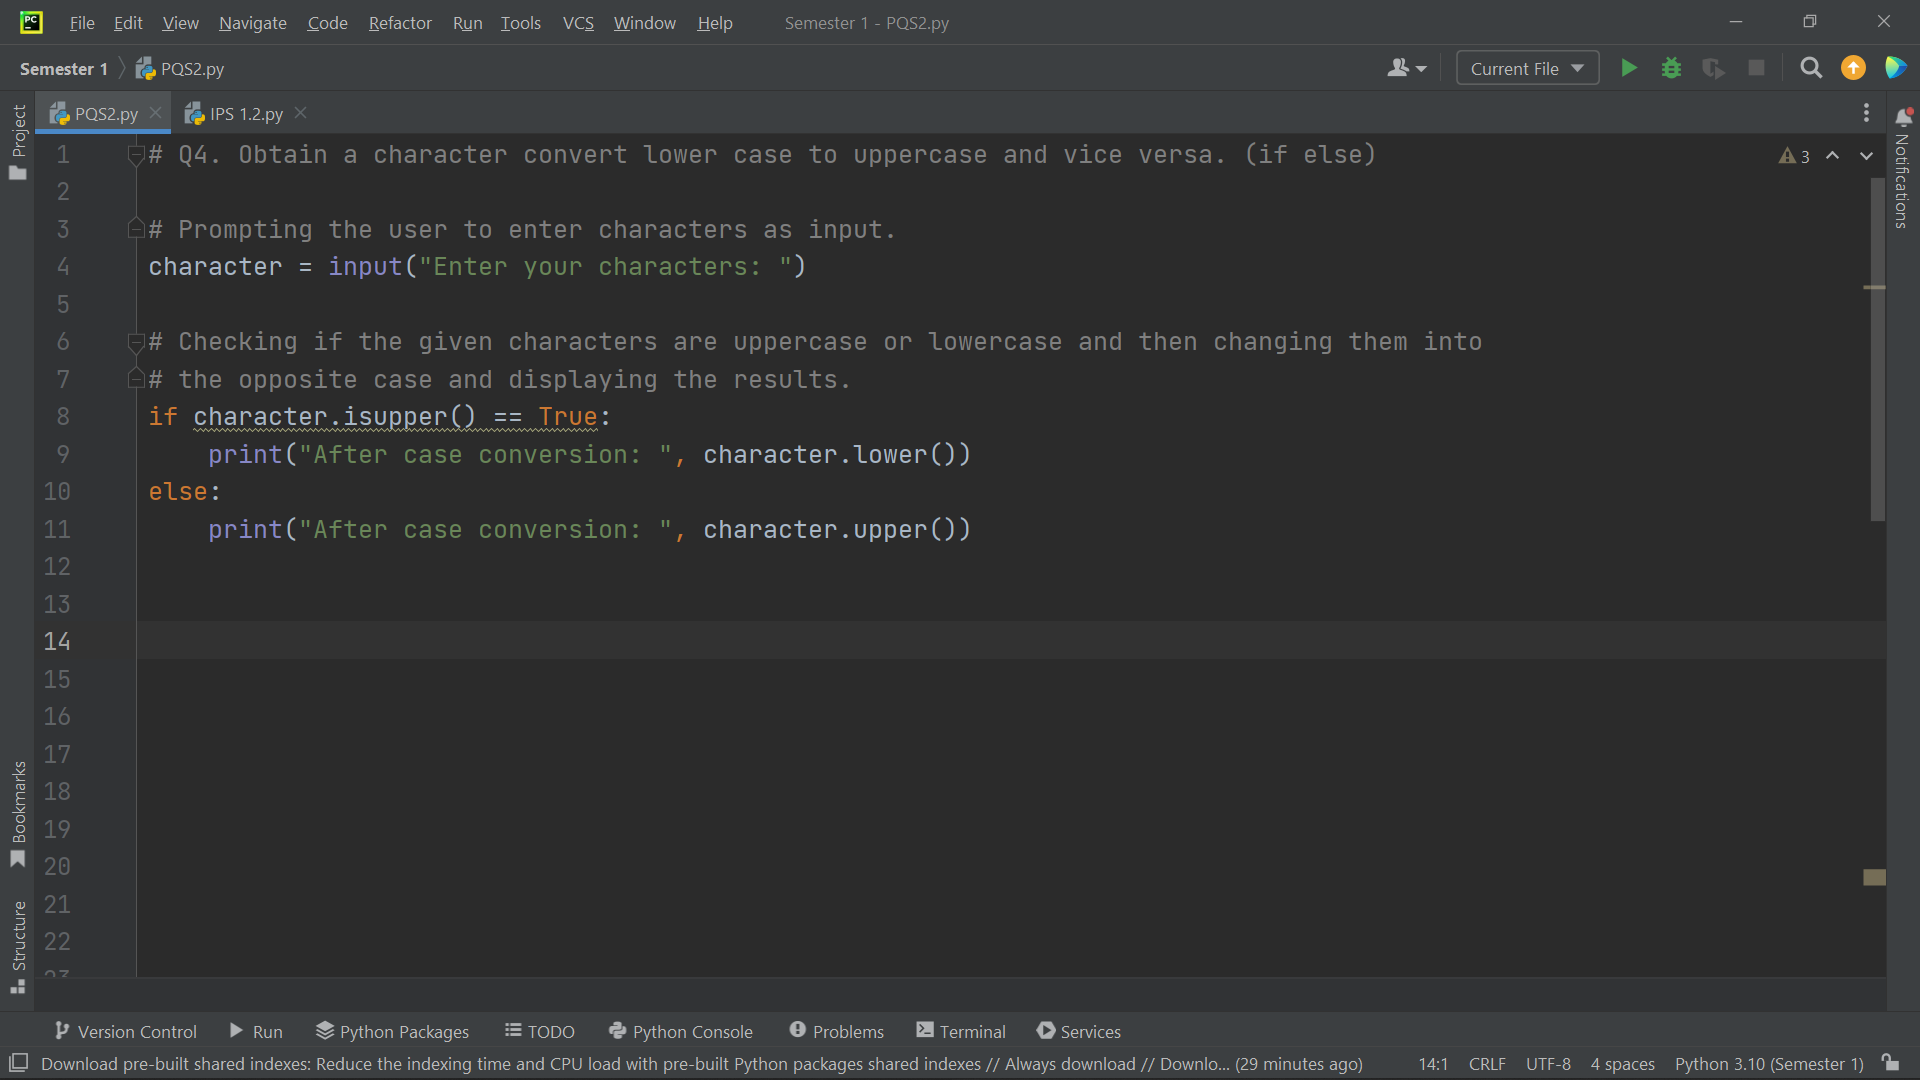 PC File Edit View Navigate Code Refactor Run Tools VCS Window Help Semester 1 - PQS2.py
Semester 1 PQS2.py Current File
PQS2.py IPS 1.2.py
Project
Notifications
1 # Q4. Obtain a character convert lower case to uppercase and vice versa. (if else) 3
2
3 # Prompting the user to enter characters as input.
4 character = input("Enter your characters: ")
5
6 # Checking if the given characters are uppercase or lowercase and then changing them into
7 # the opposite case and displaying the results.
8 if character.isupper() == True:
9 print("After case conversion: ", character.lower())
10 else:
11 print("After case conversion: ", character.upper())
12
13
14
15
16
17
18
19
20
21
22
23
Bookmarks
Structure
Version Control Run Python Packages TODO Python Console Problems Terminal Services
Download pre-built shared indexes: Reduce the indexing time and CPU load with pre-built Python packages shared indexes // Always download // Downlo... (29 minutes ago) 14:1 CRLF UTF-8 4 spaces Python 3.10 (Semester 1)